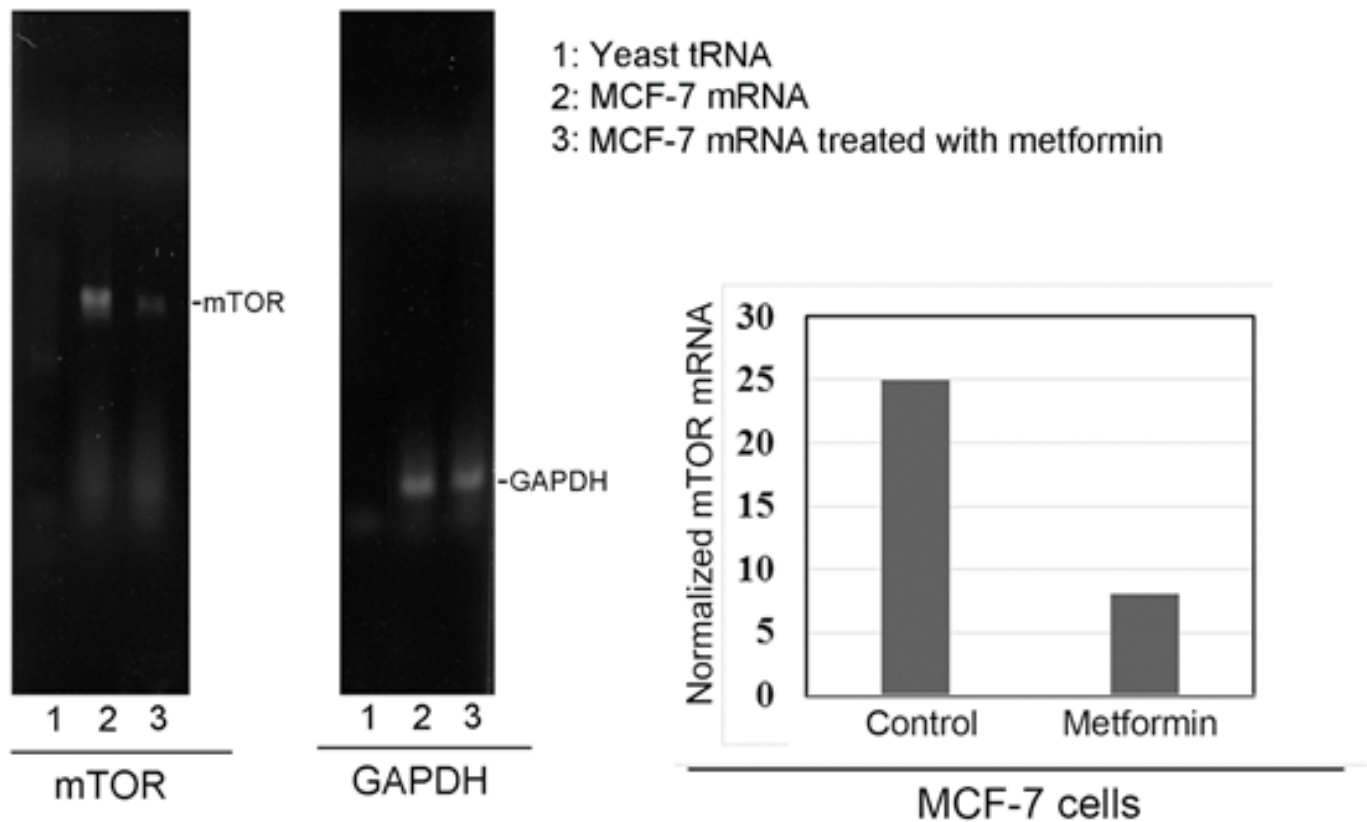 1: Yeast tRNA
2: MCF-7 mRNA
3: MCF-7 mRNA treated with metformin
-mTOR
-GAPDH
1 2 3
mTOR
1 2 3
GAPDH
Normalized mTOR mRNA
30
25
20
15
10
5
0
Control Metformin
MCF-7 cells